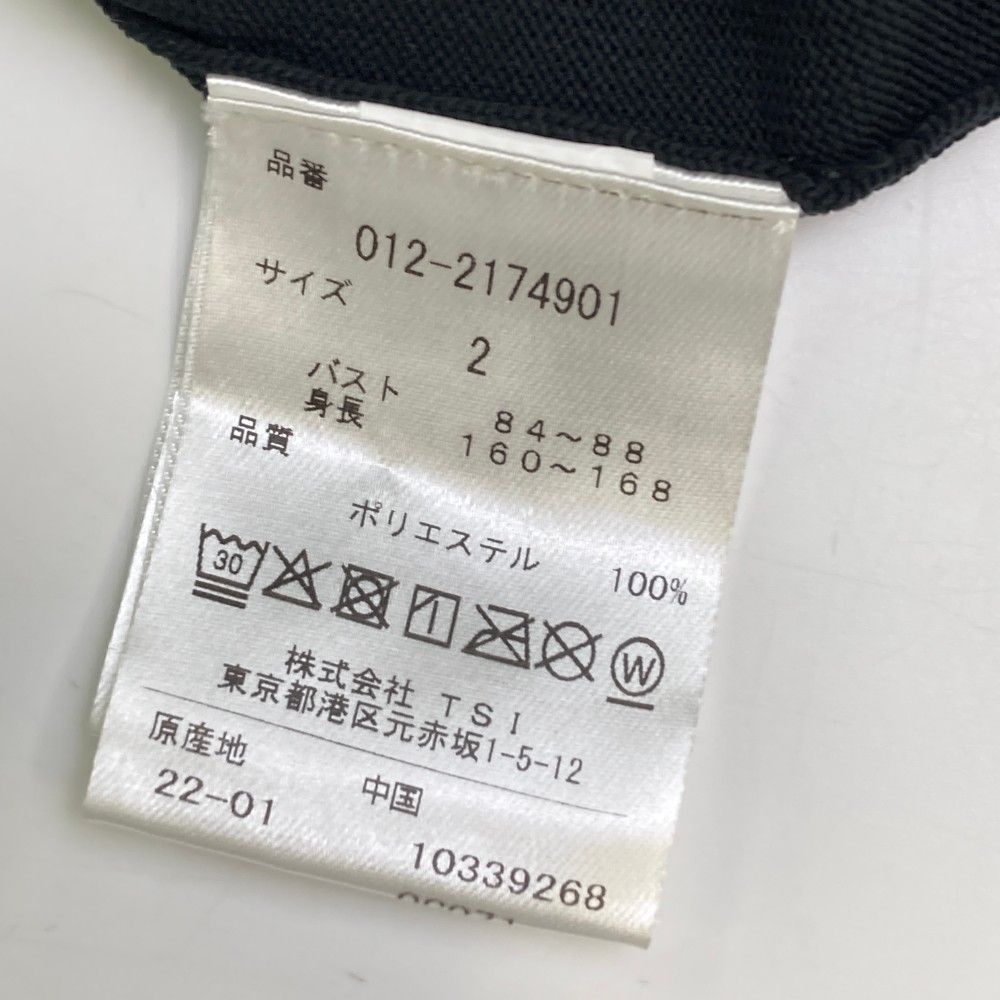 品番
012-2174901
サイズ
2
バスト 84～88
身長 160～168
品質
ポリエステル 100%
30
W
株式会社 TSI
東京都港区元赤坂1-5-12
原産地 中国
22-01
10339268